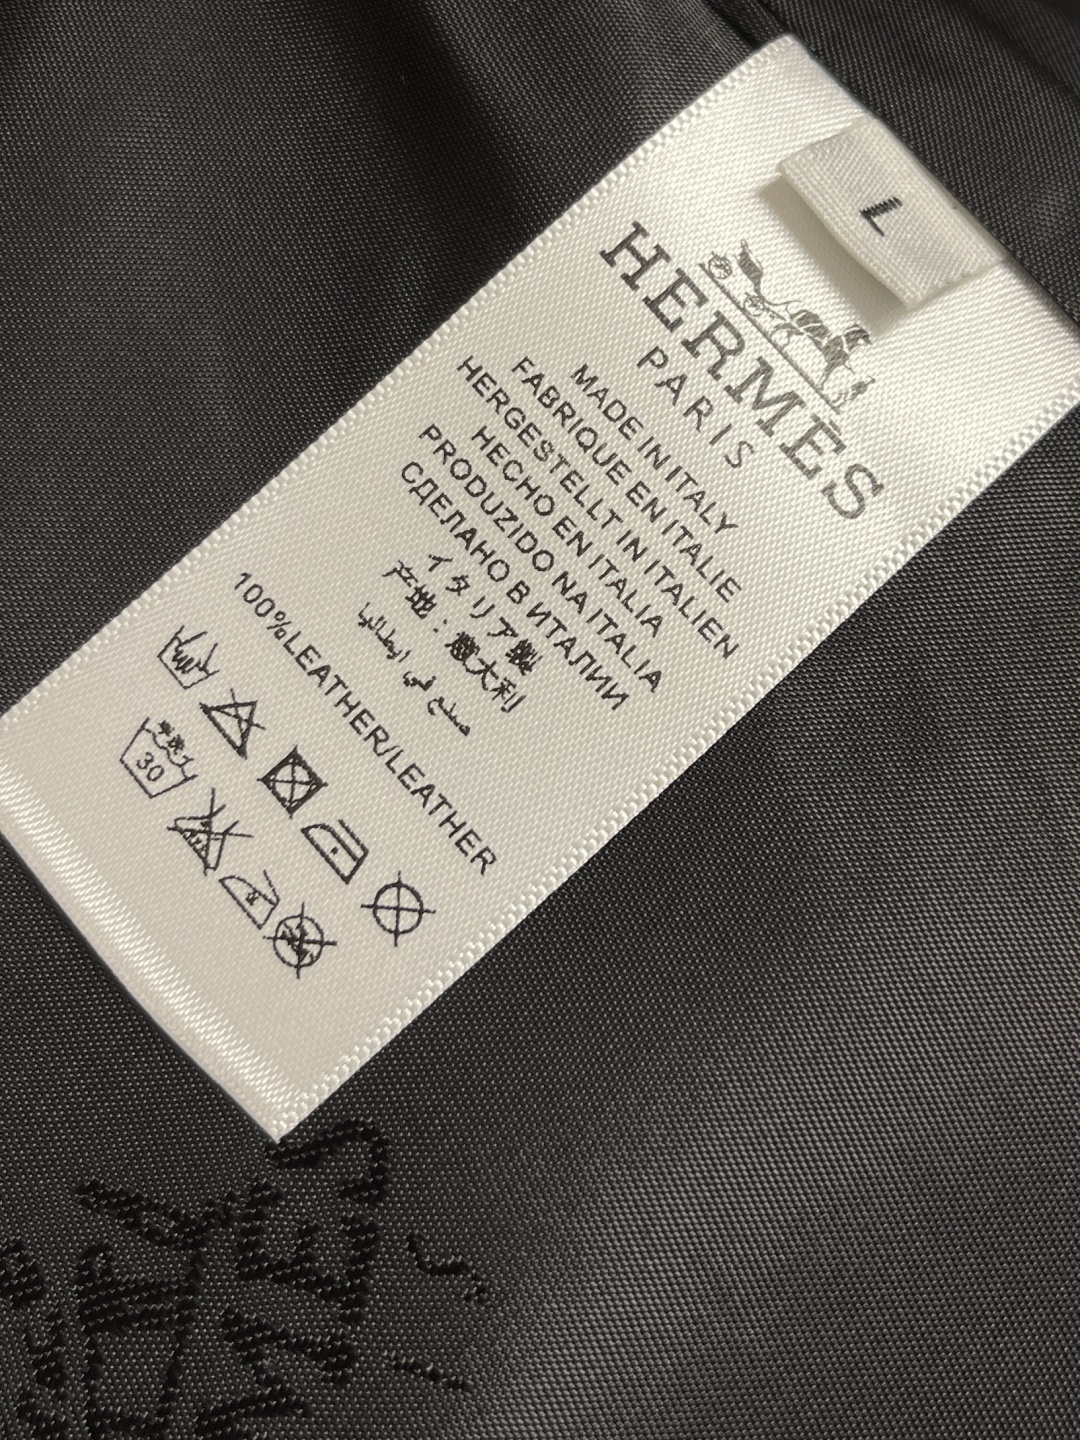 L
HERMES
PARIS
MADE IN ITALY
FABRIQUE EN ITALIE
HERGESTELLT IN ITALIEN
HECHO EN ITALIA
PRODUZIDO NA ITALIA
СДЕЛАНО В ИТАЛИИ
イタリア製
产地：意大利
صنع في إيطاليا
100%LEATHER/LEATHER
30